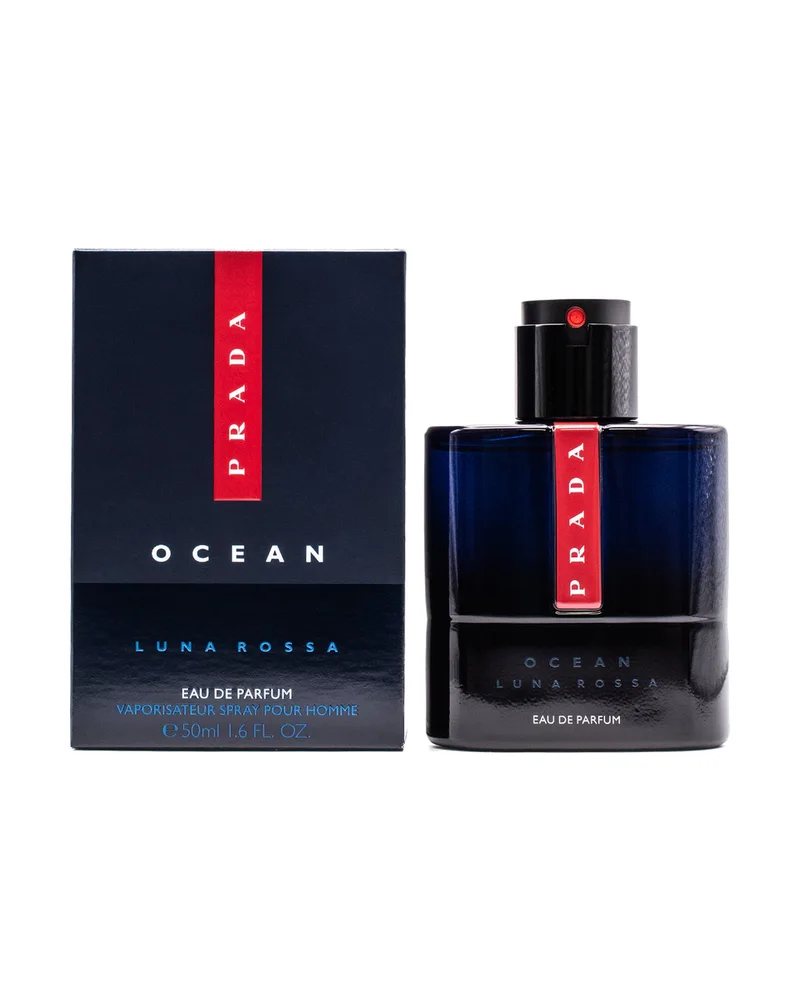 PRADA
OCEAN
LUNA ROSSA
EAU DE PARFUM
VAPORISATEUR SPRAY POUR HOMME
℮ 50ml 1.6 FL. OZ.
PRADA
OCEAN
LUNA ROSSA
EAU DE PARFUM